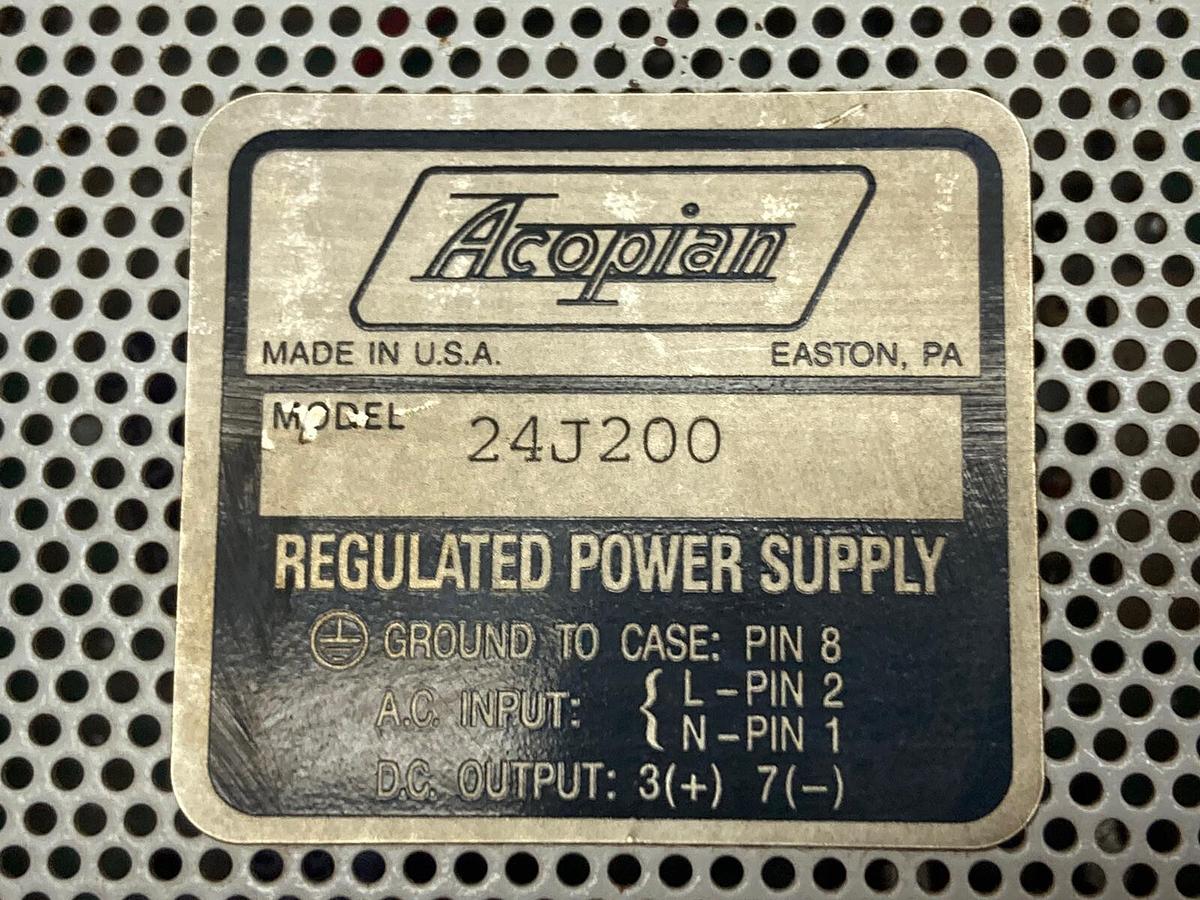 Acopian
MADE IN U.S.A. EASTON, PA
MODEL 24J200
REGULATED POWER SUPPLY
GROUND TO CASE: PIN 8
A.C. INPUT: { L-PIN 2
N-PIN 1
D.C. OUTPUT: 3(+) 7(-)